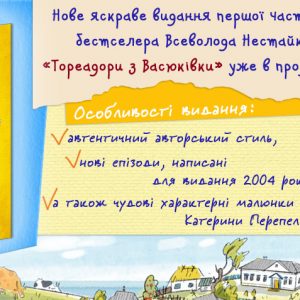 Нове яскраве видання першої част
бестселера Всеволода Нестайк
«Тореадори з Васюківки» уже в про
Особливості видання:
автентичний авторський стиль,
нові епізоди, написані
для видання 2004 рок
а також чудові характерні малюнки
Катерини Перепел